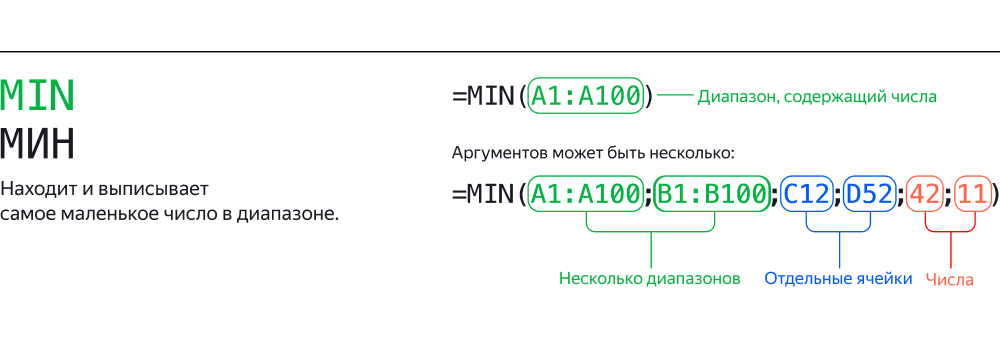 MIN
МИН
Находит и выписывает
самое маленькое число в диапазоне.
=MIN(A1:A100)
Диапазон, содержащий числа
Аргументов может быть несколько:
=MIN(A1:A100;B1:B100;C12;D52;42;11)
Несколько диапазонов
Отдельные ячейки
Числа